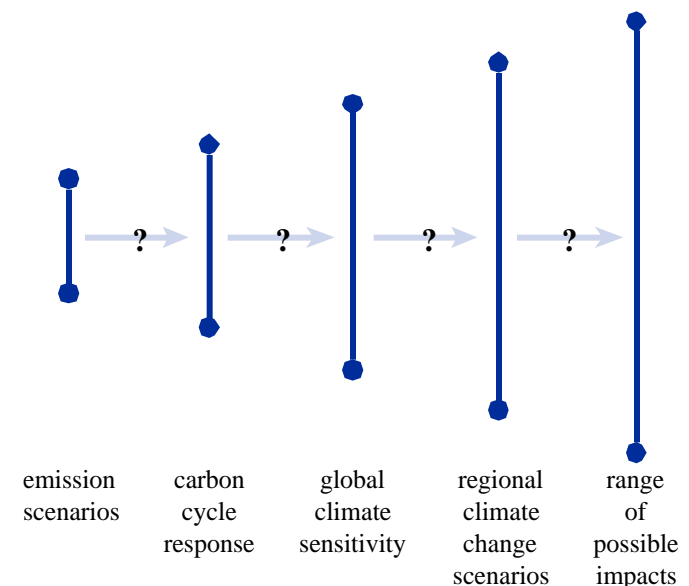 ?
?
?
?
emission
scenarios
carbon
cycle
response
global
climate
sensitivity
regional
climate
change
scenarios
range
of
possible
impacts